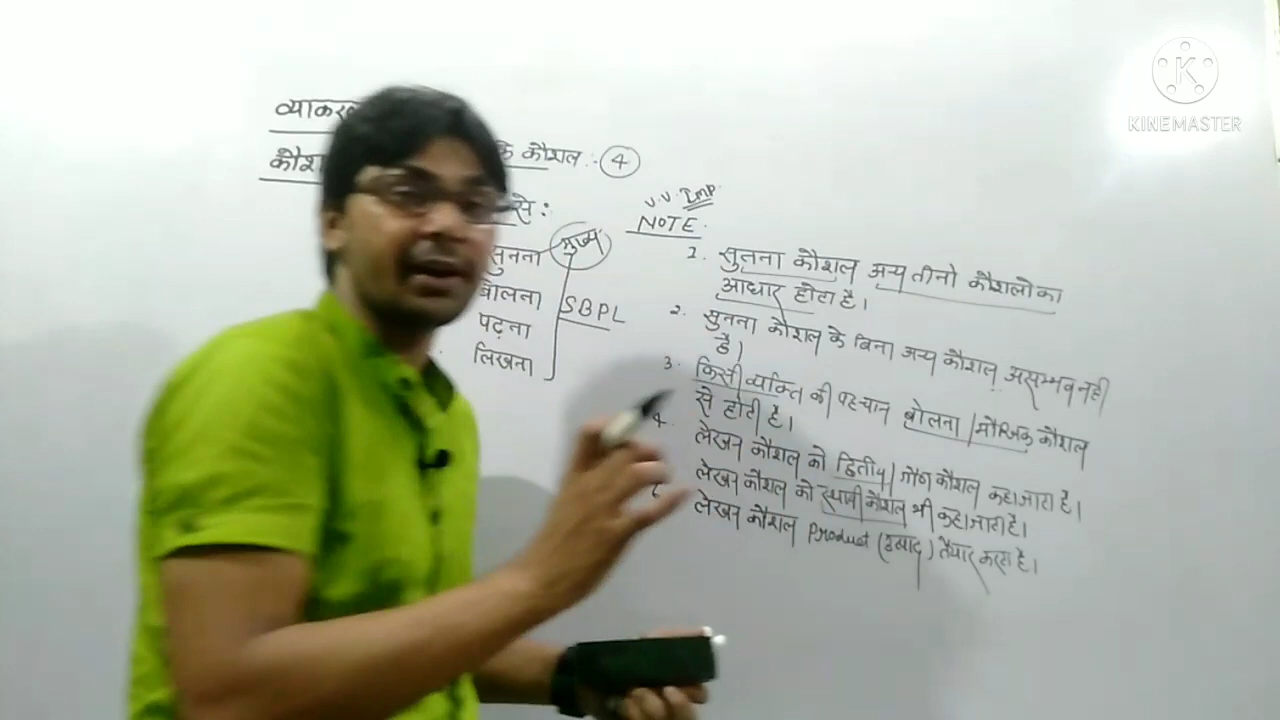 KINEMASTER
व्याकर
कौश क कौशल :- 4
से :
सुनना मुख्य
बोलना
पढ़ना
लिखना
SBPL
V.V. Imp
NOTE.
1. सुनना कौशल अन्य तीनो कौशलो का
आधार होता है।
2. सुनना कौशल के बिना अन्य कौशल असम्भव नही
है।
3. किसी व्यक्ति की पहचान बोलना / मौखिक कौशल
से होती है।
4. लेखन कौशल को द्वितीय / गौण कौशल कहा जाता है।
लेखन कौशल को स्थायी कौशल भी कहा जाता है।
लेखन कौशल Product (उत्पाद) तैयार करता है।